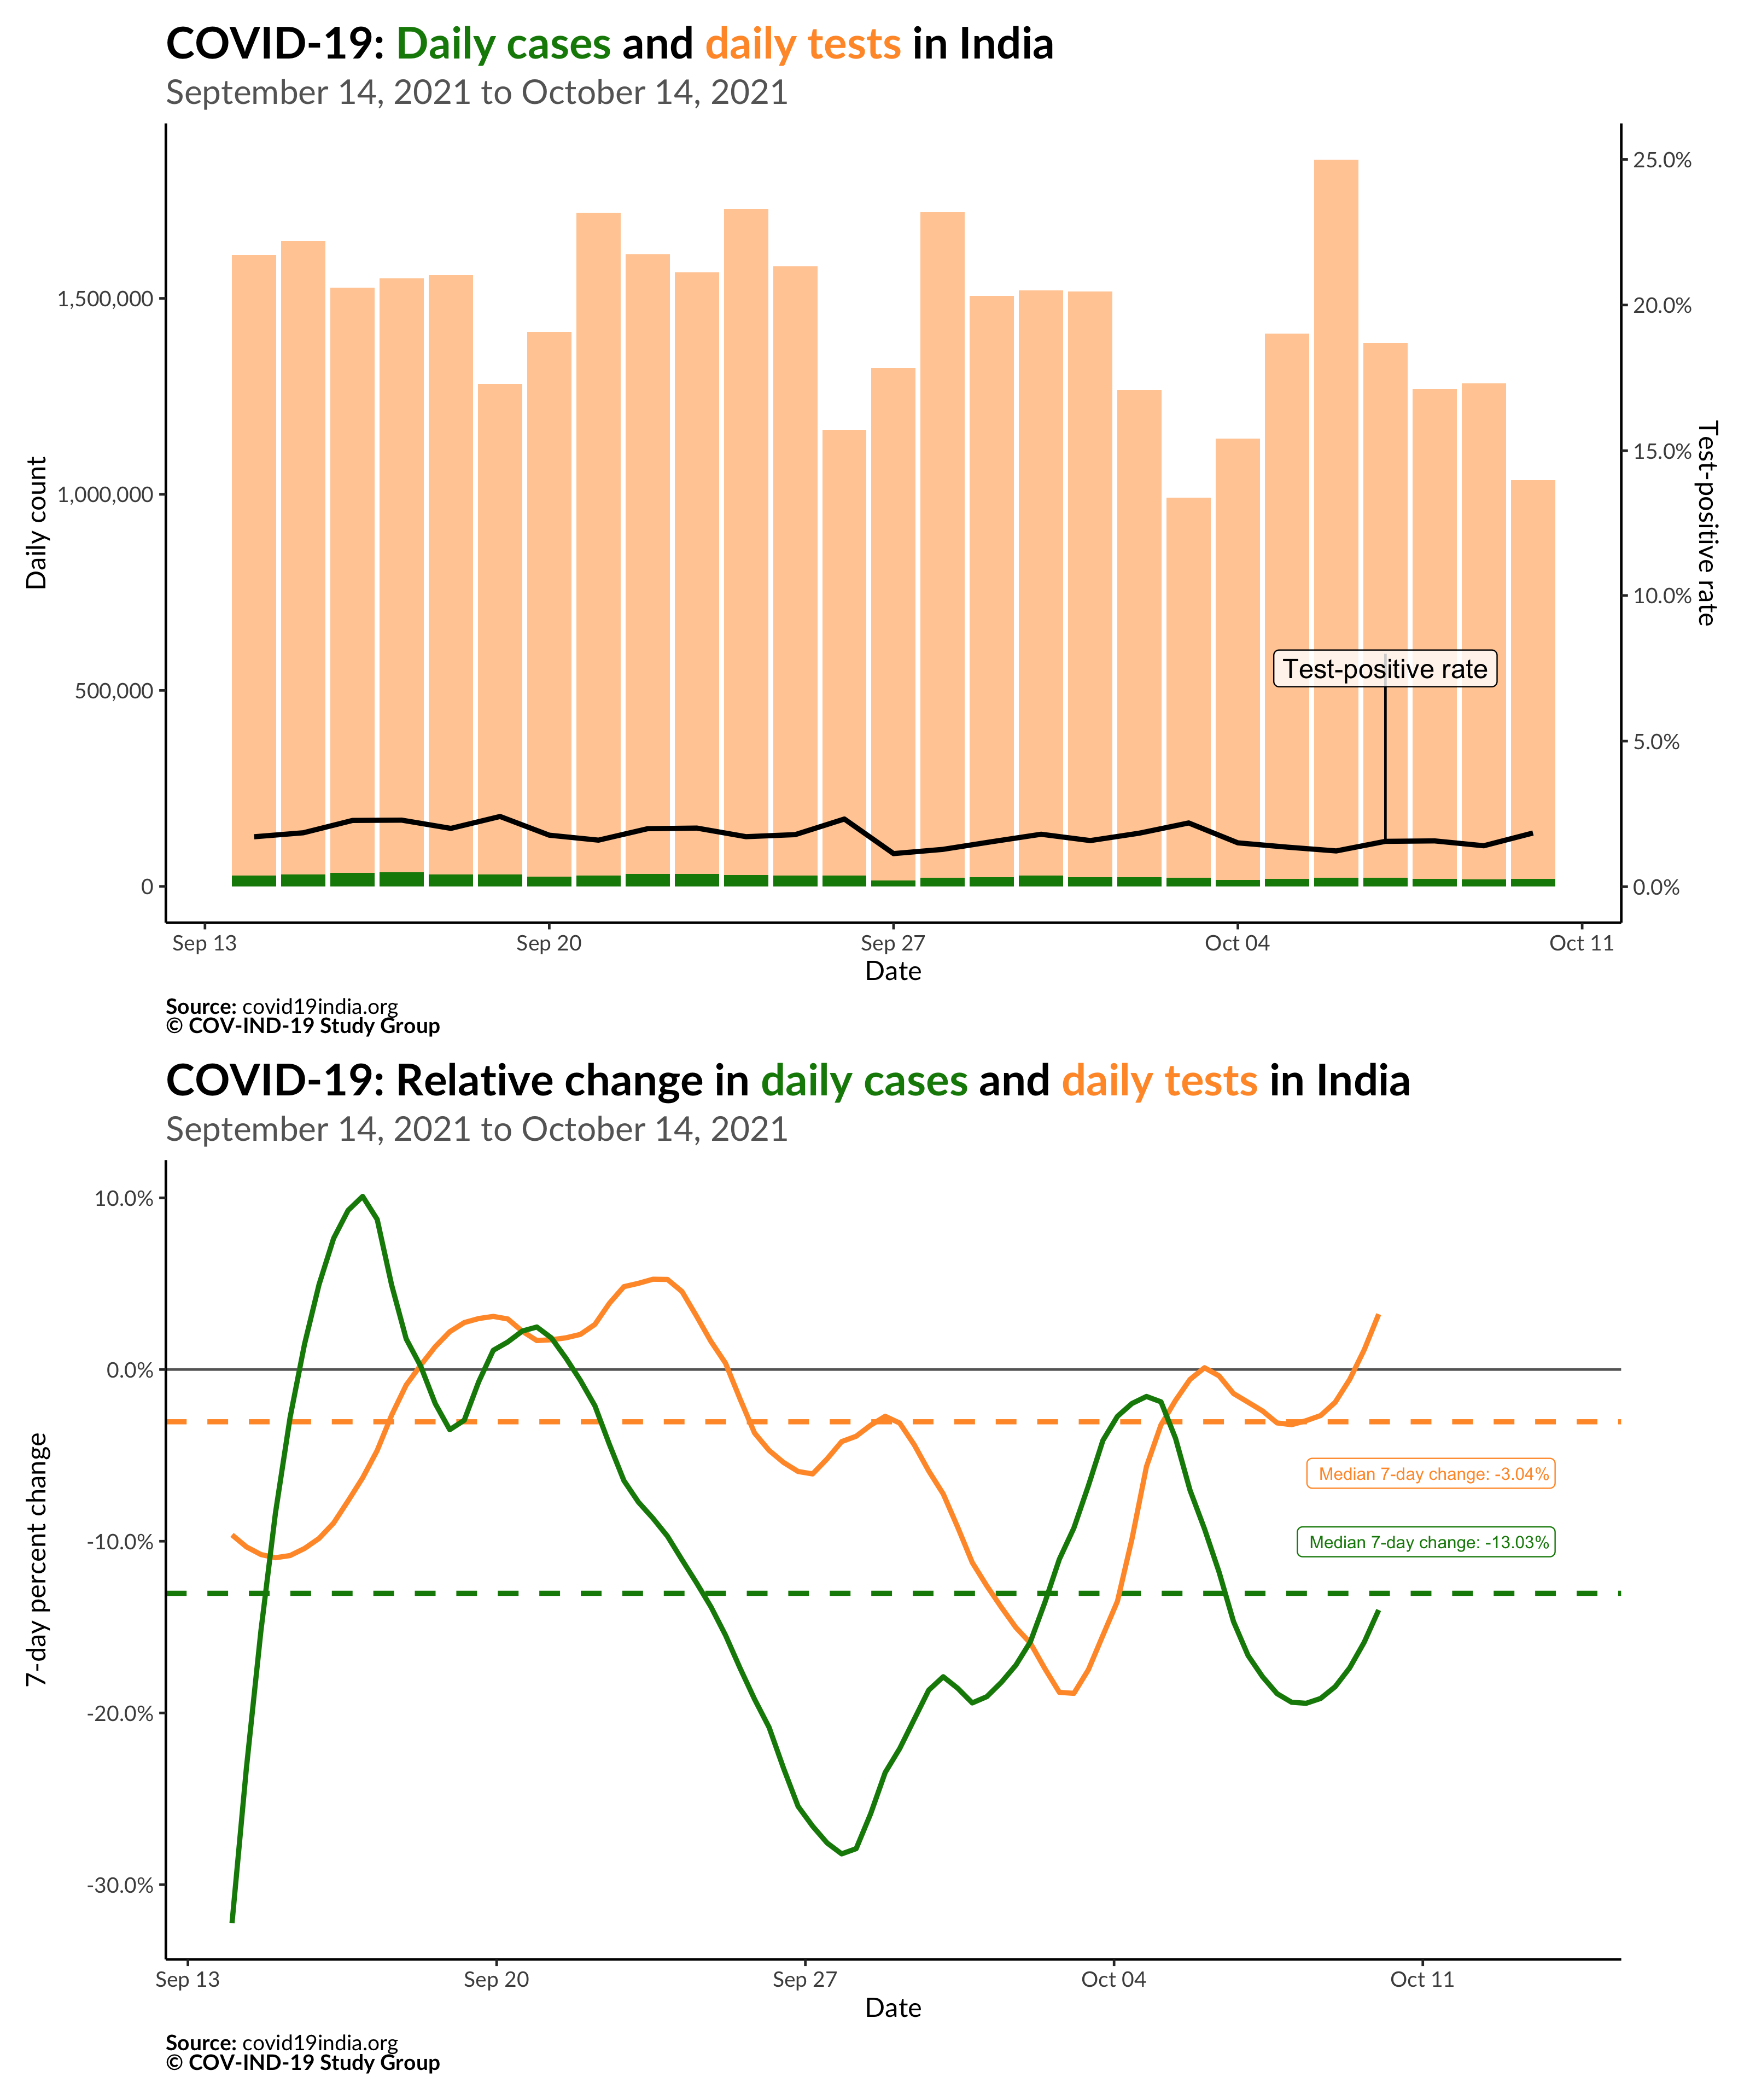 COVID-19: Daily cases and daily tests in India
September 14, 2021 to October 14, 2021
25.0%
20.0%
1,500,000
15.0%
1,000,000
Daily count
Test-positive rate
10.0%
Test-positive rate
500,000
5.0%
0
0.0%
Sep 13 Sep 20 Sep 27 Oct 04 Oct 11
Date
Source: covid19india.org
© COV-IND-19 Study Group
COVID-19: Relative change in daily cases and daily tests in India
September 14, 2021 to October 14, 2021
10.0%
0.0%
Median 7-day change: -3.04%
-10.0%
Median 7-day change: -13.03%
7-day percent change
-20.0%
-30.0%
Sep 13 Sep 20 Sep 27 Oct 04 Oct 11
Date
Source: covid19india.org
© COV-IND-19 Study Group